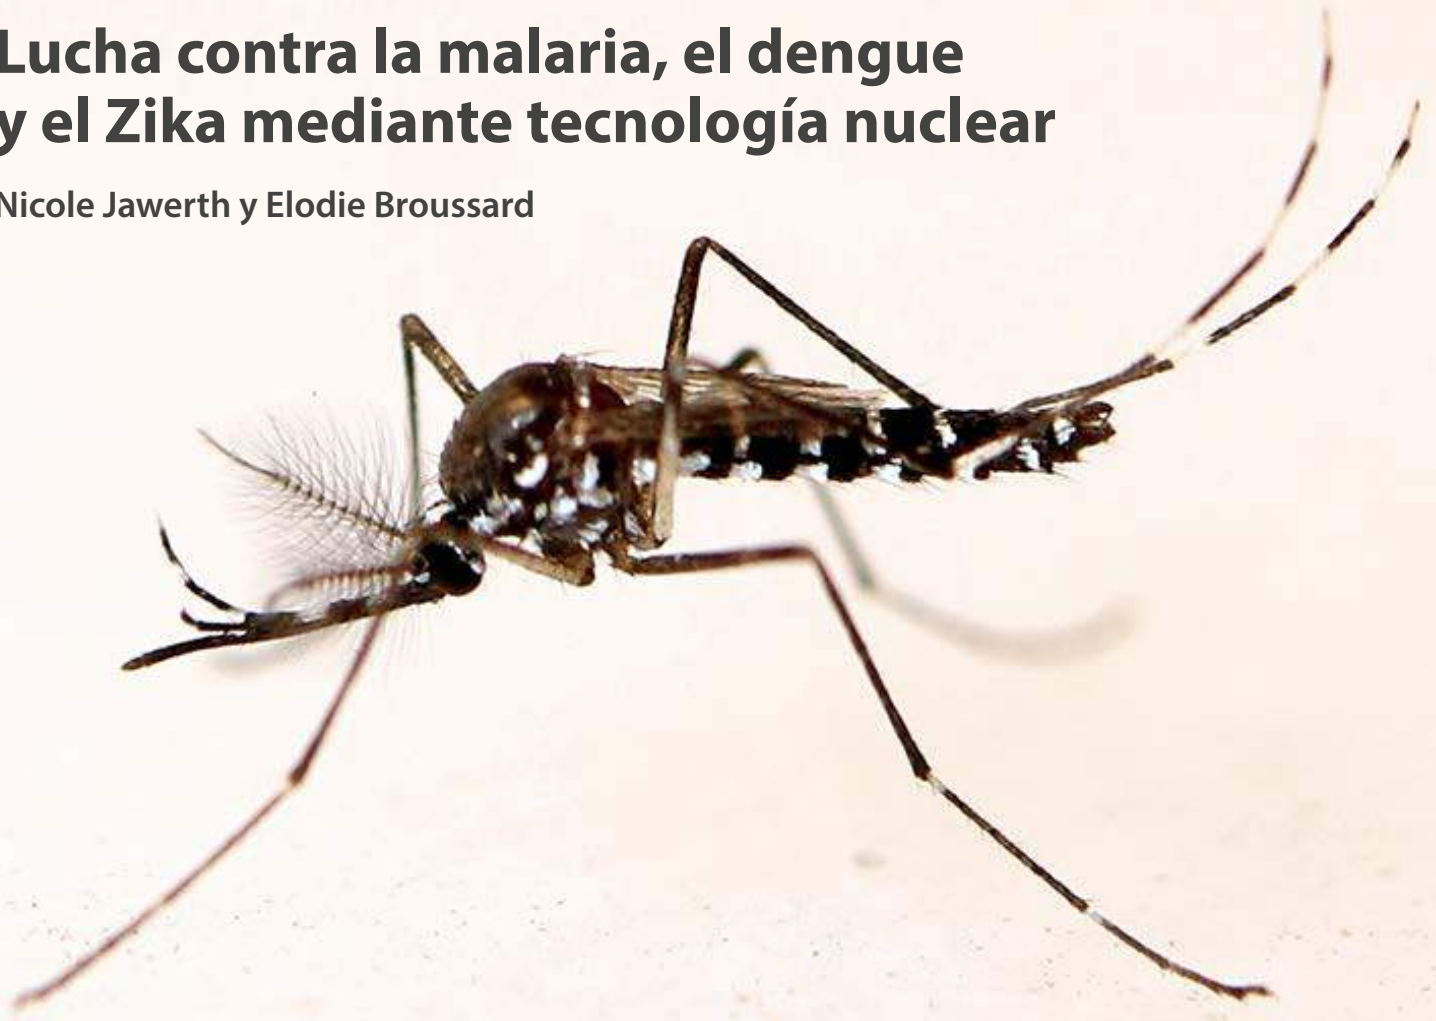 Lucha contra la malaria, el dengue
y el Zika mediante tecnología nuclear
Nicole Jawerth y Elodie Broussard